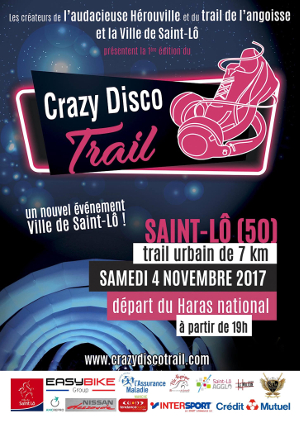 Les créateurs de l'audacieuse Hérouville et du trail de l'angoisse
et la Ville de Saint-Lô
présentent la 1ère édition du
Crazy Disco
Trail
un nouvel événement
Ville de Saint-Lô !
SAINT-LÔ (50)
trail urbain de 7 km
SAMEDI 4 NOVEMBRE 2017
départ du Haras national
à partir de 19h
www.crazydiscotrail.com
EASYBIKE
Group
l'Assurance
Maladie
Saint-Lô
AGGLO
NISSAN
INTERSPORT
Crédit Mutuel